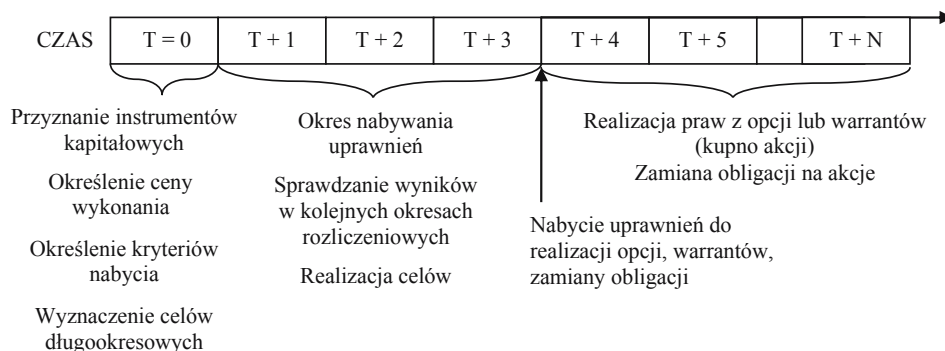 CZAS T = 0 T + 1 T + 2 T + 3 T + 4 T + 5 T + N
Przyznanie instrumentów
kapitałowych
Określenie ceny
wykonania
Określenie kryteriów
nabycia
Wyznaczenie celów
długookresowych
Okres nabywania
uprawnień
Sprawdzanie wyników
w kolejnych okresach
rozliczeniowych
Realizacja celów
Realizacja praw z opcji lub warrantów
(kupno akcji)
Zamiana obligacji na akcje
Nabycie uprawnień do
realizacji opcji, warrantów,
zamiany obligacji